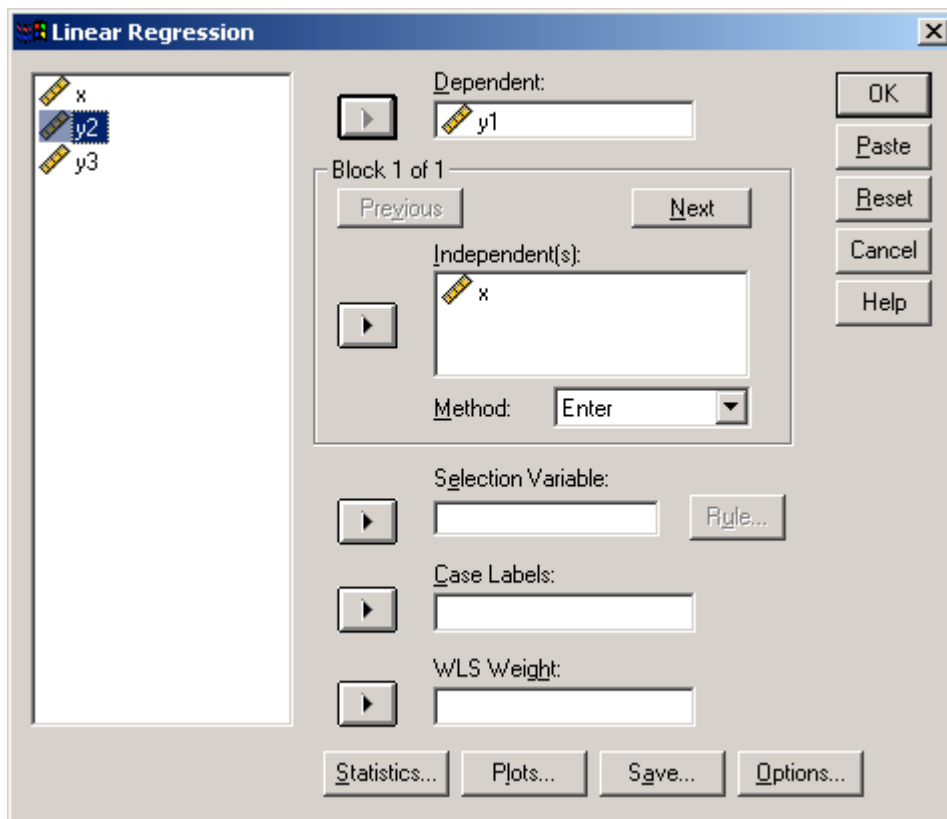 Linear Regression
x
y2
y3
Dependent:
y1
Block 1 of 1
Previous
Next
Independent(s):
x
Method:
Enter
Selection Variable:
Rule...
Case Labels:
WLS Weight:
Statistics...
Plots...
Save...
Options...
OK
Paste
Reset
Cancel
Help